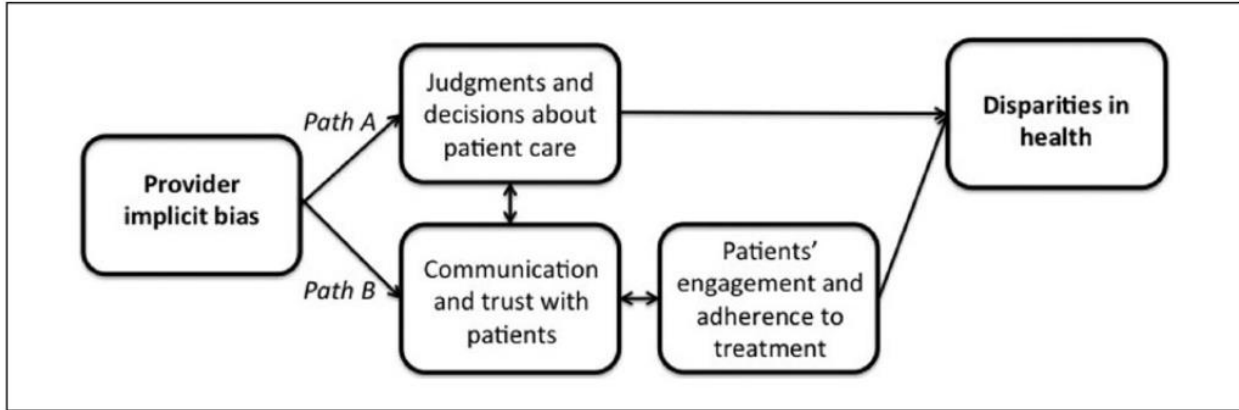 Provider
implicit bias
Path A
Path B
Judgments and
decisions about
patient care
Communication
and trust with
patients
Patients’
engagement and
adherence to
treatment
Disparities in
health